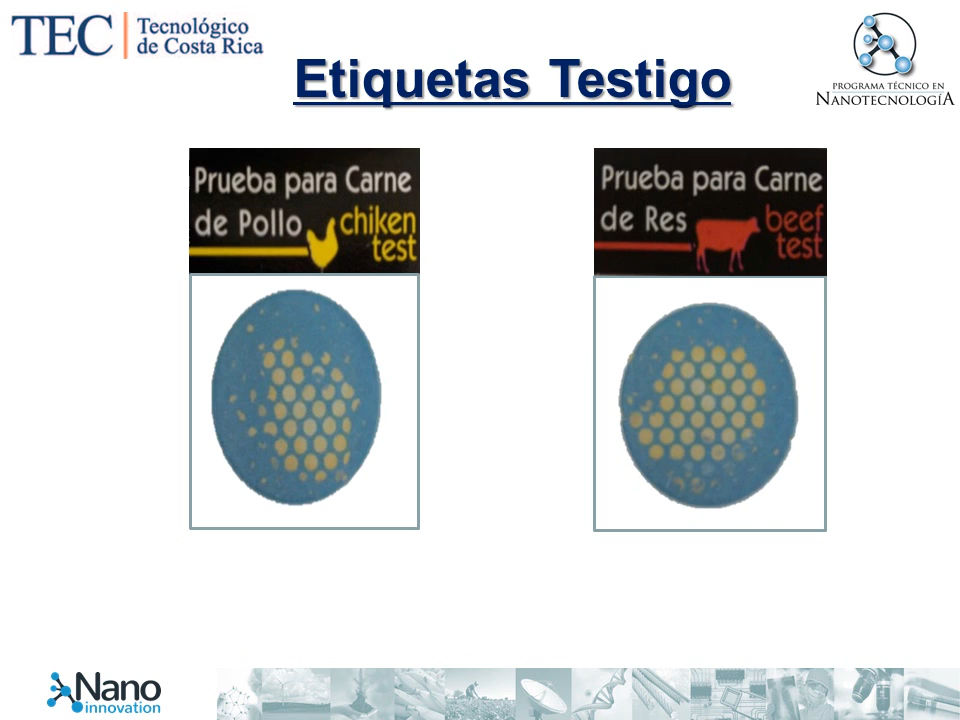 TEC
Tecnológico
de Costa Rica
PROGRAMA TÉCNICO EN
NANOTECNOLOGÍA
Etiquetas Testigo
Prueba para Carne
de Pollo
chiken
test
Prueba para Carne
de Res
beef
test
Nano
innovation